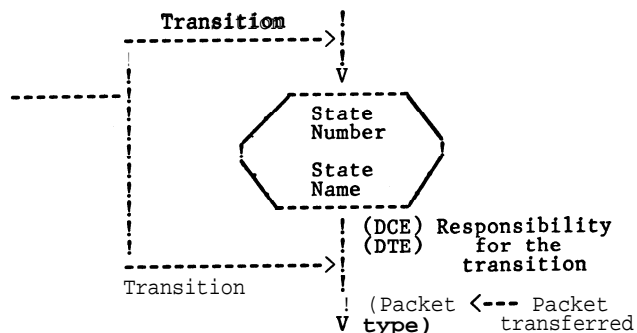 Transition
State
Number
State
Name
(DCE) Responsibility
(DTE) for the
transition
Transition
(Packet <--- Packet
V type) transferred